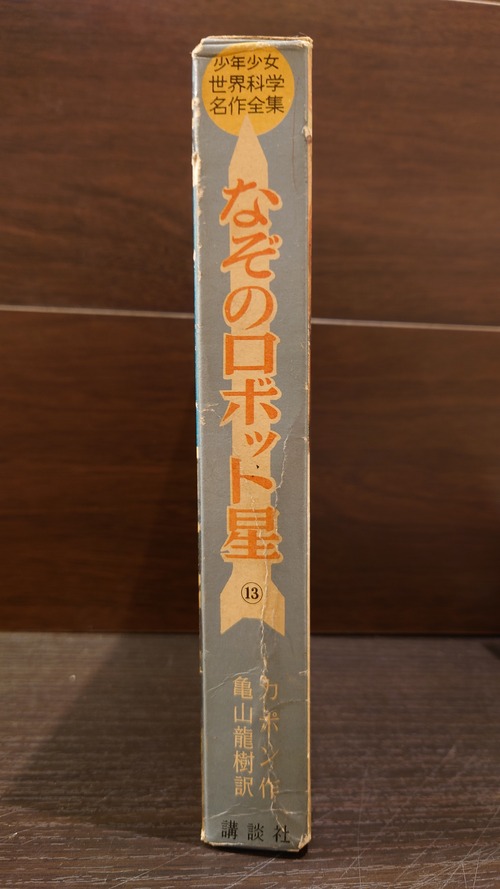 少年少女
世界科学
名作全集
なぞのロボット星
⑬
カポン作
亀山龍樹訳
講談社